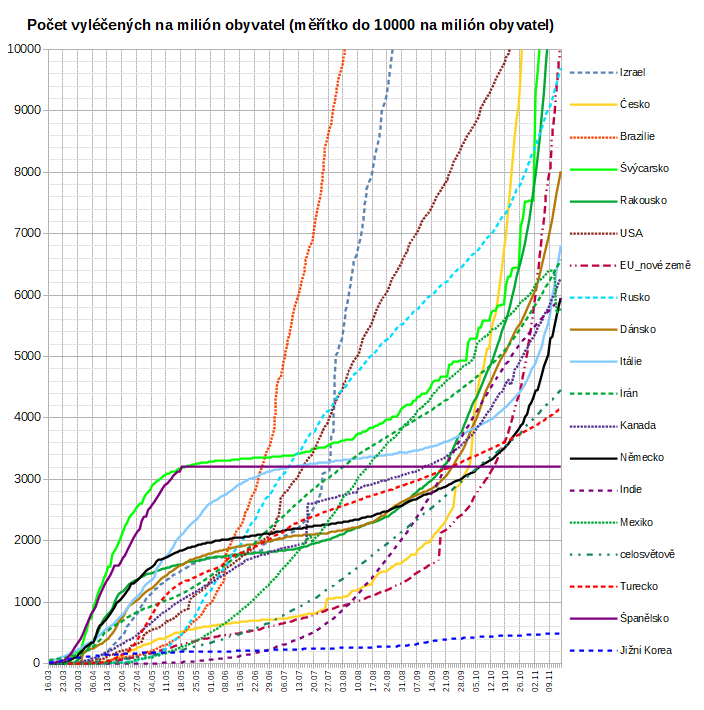 Počet vyléčených na milión obyvatel (měřítko do 10000 na milión obyvatel)
10000
9000
8000
7000
6000
5000
4000
3000
2000
1000
0
16.03
23.03
30.03
06.04
13.04
20.04
27.04
04.05
11.05
18.05
25.05
01.06
08.06
15.06
22.06
29.06
06.07
13.07
20.07
27.07
03.08
10.08
17.08
24.08
31.08
07.09
14.09
21.09
28.09
05.10
12.10
19.10
26.10
02.11
09.11
Izrael
Česko
Brazílie
Švýcarsko
Rakousko
USA
EU_nové země
Rusko
Dánsko
Itálie
Írán
Kanada
Německo
Indie
Mexiko
celosvětově
Turecko
Španělsko
Jižní Korea